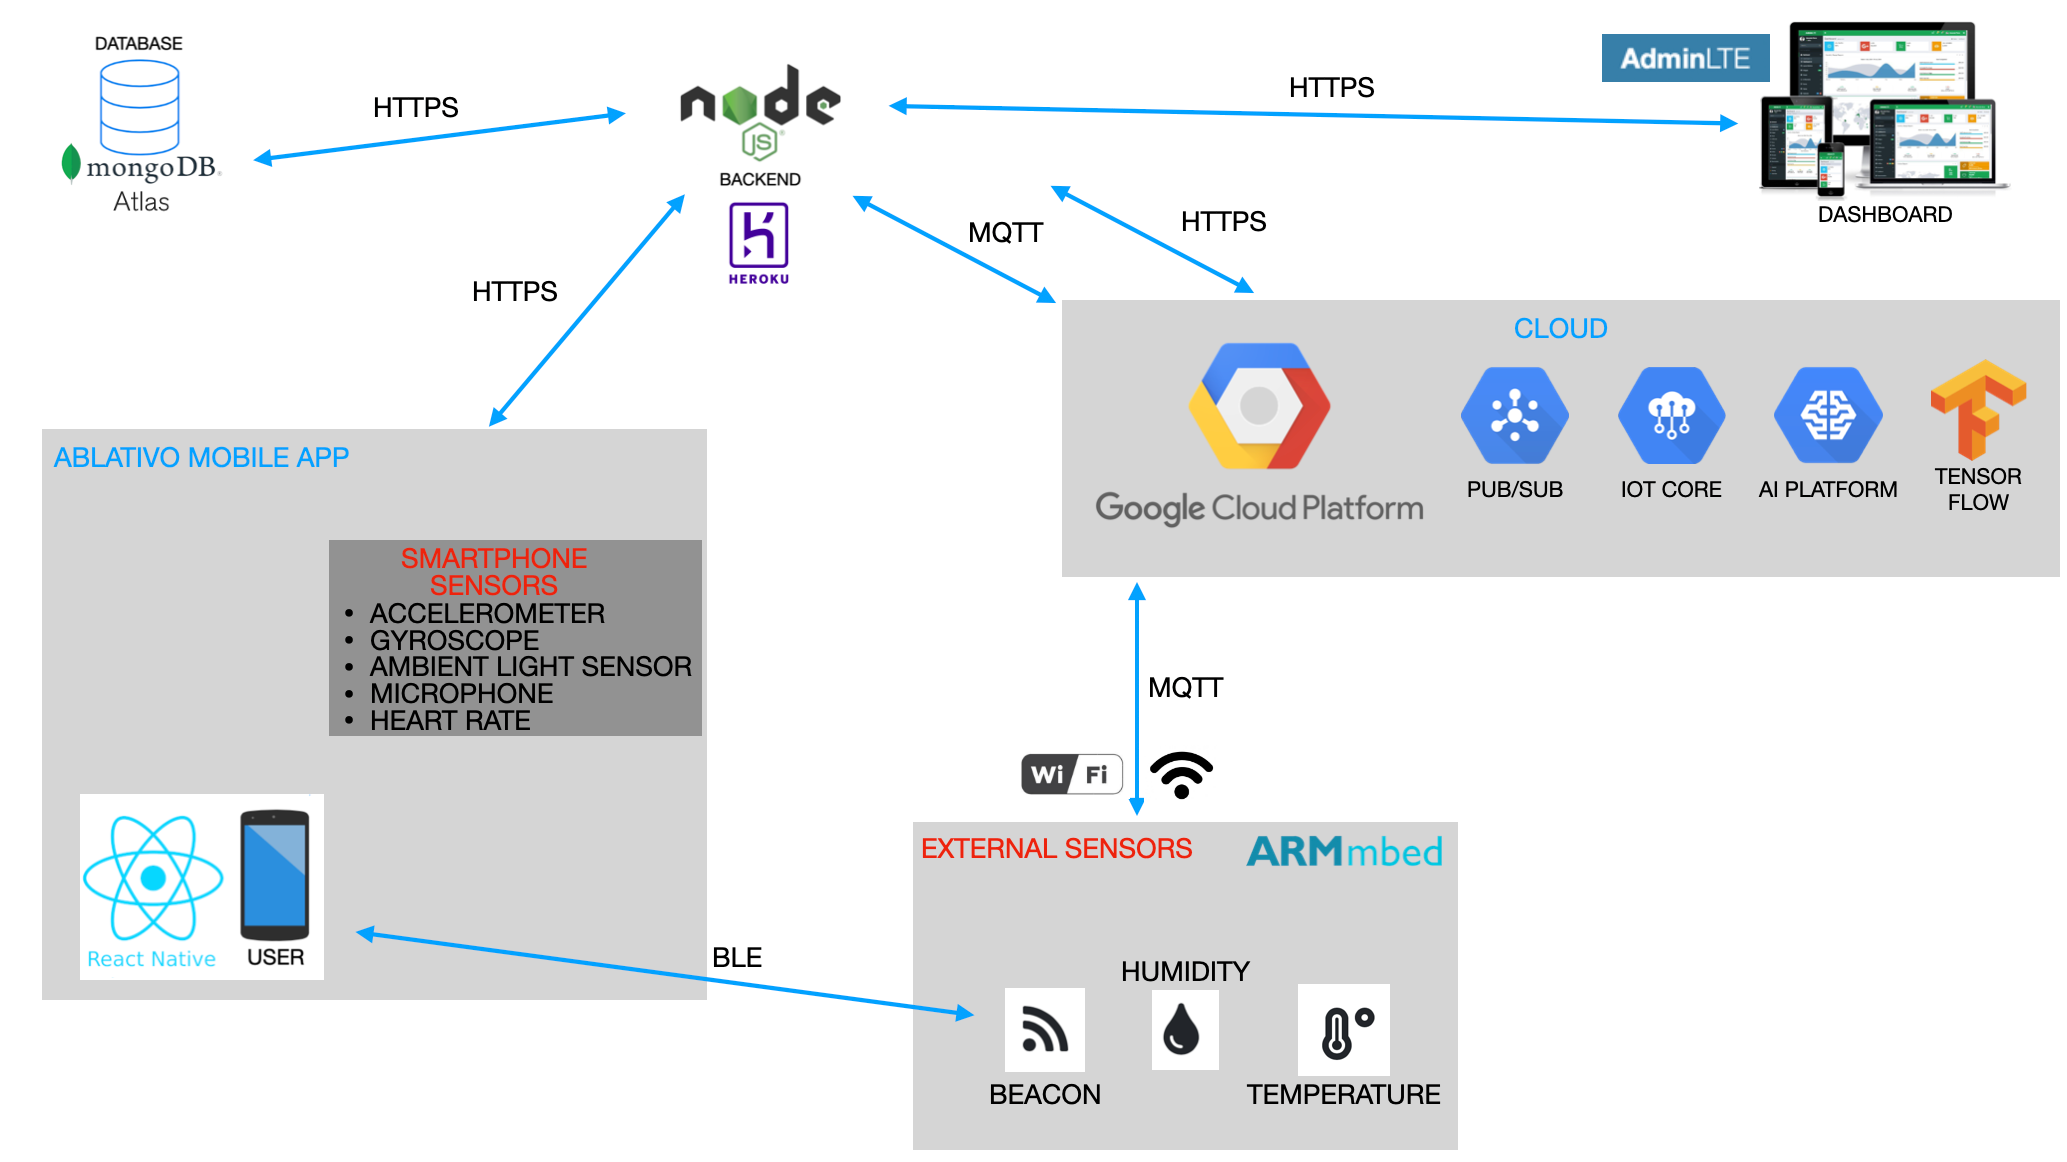 DATABASE
mongoDB.
Atlas
HTTPS
node
JS
BACKEND
HEROKU
HTTPS
AdminLTE
DASHBOARD
HTTPS
MQTT
HTTPS
CLOUD
Google Cloud Platform
PUB/SUB
IOT CORE
AI PLATFORM
TENSOR
FLOW
ABLATIVO MOBILE APP
SMARTPHONE
SENSORS
• ACCELEROMETER
• GYROSCOPE
• AMBIENT LIGHT SENSOR
• MICROPHONE
• HEART RATE
React Native
USER
BLE
MQTT
Wi Fi
EXTERNAL SENSORS
ARMmbed
HUMIDITY
BEACON
TEMPERATURE